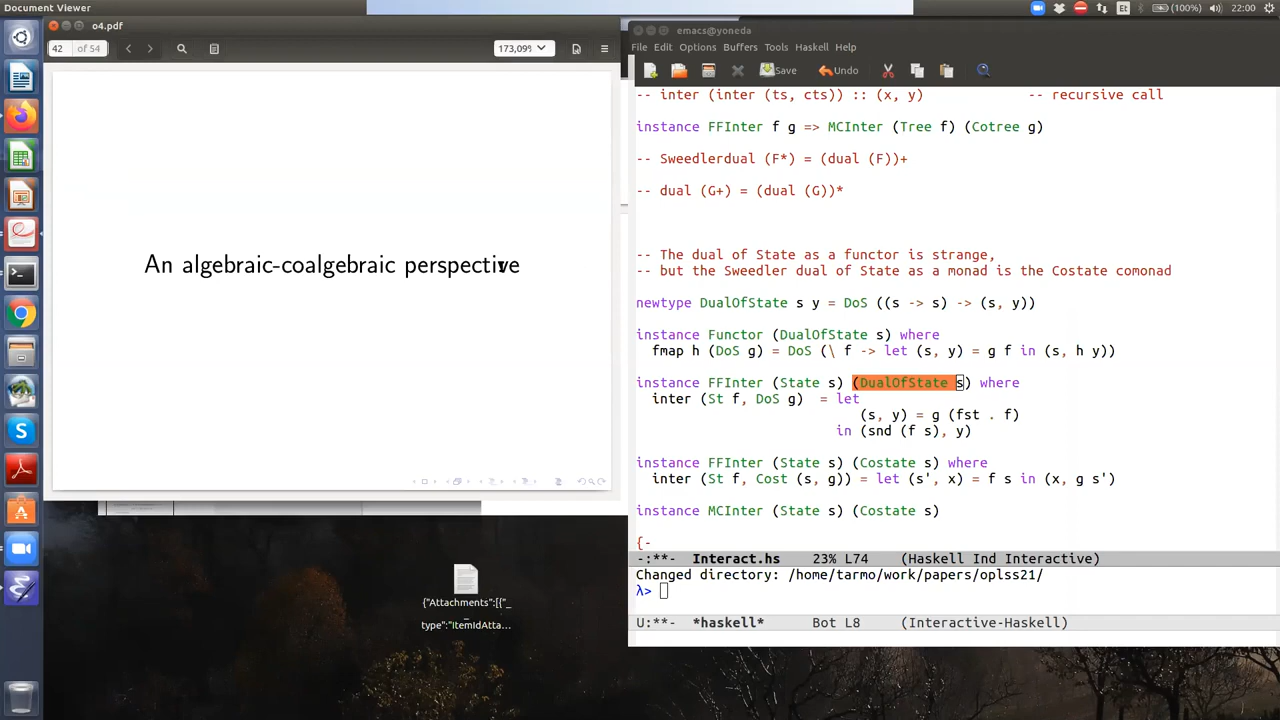 Document Viewer
Et
(100%)
22:00
o4.pdf
42 of 54
173,09%
An algebraic-coalgebraic perspective
{"Attachments":[{"_
_
type":"ItemIdAtta...
emacs@yoneda
File Edit Options Buffers Tools Haskell Help
Save Undo
-- inter (inter (ts, cts)) :: (x, y) -- recursive call
instance FFInter f g => MCInter (Tree f) (Cotree g)
-- Sweedlerdual (F*) = (dual (F))+
-- dual (G+) = (dual (G))*
-- The dual of State as a functor is strange,
-- but the Sweedler dual of State as a monad is the Costate comonad
newtype DualOfState s y = DoS ((s -> s) -> (s, y))
instance Functor (DualOfState s) where
fmap h (DoS g) = DoS (\ f -> let (s, y) = g f in (s, h y))
instance FFInter (State s) (DualOfState s) where
inter (St f, DoS g) = let
(s, y) = g (fst . f)
in (snd (f s), y)
instance FFInter (State s) (Costate s) where
inter (St f, Cost (s, g)) = let (s', x) = f s in (x, g s')
instance MCInter (State s) (Costate s)
{-
-:**- Interact.hs 23% L74 (Haskell Ind Interactive)
Changed directory: /home/tarmo/work/papers/oplss21/
λ>
U:**- *haskell* Bot L8 (Interactive-Haskell)